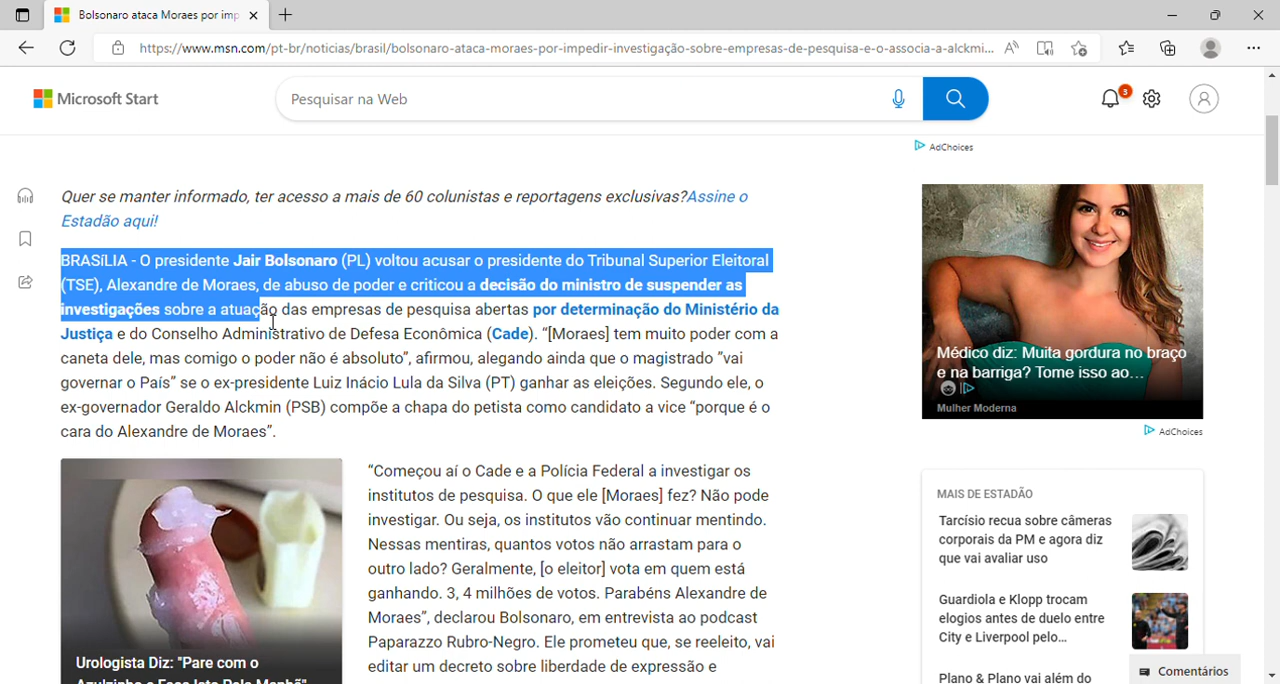 Bolsonaro ataca Moraes por imp
https://www.msn.com/pt-br/noticias/brasil/bolsonaro-ataca-moraes-por-impedir-investigação-sobre-empresas-de-pesquisa-e-o-associa-a-alckmi...
Microsoft Start
Pesquisar na Web
3
AdChoices
Quer se manter informado, ter acesso a mais de 60 colunistas e reportagens exclusivas?Assine o
Estadão aqui!
BRASíLIA - O presidente Jair Bolsonaro (PL) voltou acusar o presidente do Tribunal Superior Eleitoral
(TSE), Alexandre de Moraes, de abuso de poder e criticou a decisão do ministro de suspender as
investigações sobre a atuação das empresas de pesquisa abertas por determinação do Ministério da
Justiça e do Conselho Administrativo de Defesa Econômica (Cade). “[Moraes] tem muito poder com a
caneta dele, mas comigo o poder não é absoluto”, afirmou, alegando ainda que o magistrado ”vai
governar o País” se o ex-presidente Luiz Inácio Lula da Silva (PT) ganhar as eleições. Segundo ele, o
ex-governador Geraldo Alckmin (PSB) compõe a chapa do petista como candidato a vice “porque é o
cara do Alexandre de Moraes”.
“Começou aí o Cade e a Polícia Federal a investigar os
institutos de pesquisa. O que ele [Moraes] fez? Não pode
investigar. Ou seja, os institutos vão continuar mentindo.
Nessas mentiras, quantos votos não arrastam para o
outro lado? Geralmente, [o eleitor] vota em quem está
ganhando. 3, 4 milhões de votos. Parabéns Alexandre de
Moraes”, declarou Bolsonaro, em entrevista ao podcast
Paparazzo Rubro-Negro. Ele prometeu que, se reeleito, vai
editar um decreto sobre liberdade de expressão e
Urologista Diz: "Pare com o
Azulzinho e Faça Isto Pela Manhã"
Médico diz: Muita gordura no braço
e na barriga? Tome isso ao...
Mulher Moderna
AdChoices
MAIS DE ESTADÃO
Tarcísio recua sobre câmeras
corporais da PM e agora diz
que vai avaliar uso
Guardiola e Klopp trocam
elogios antes de duelo entre
City e Liverpool pelo...
Plano & Plano vai além do
Comentários